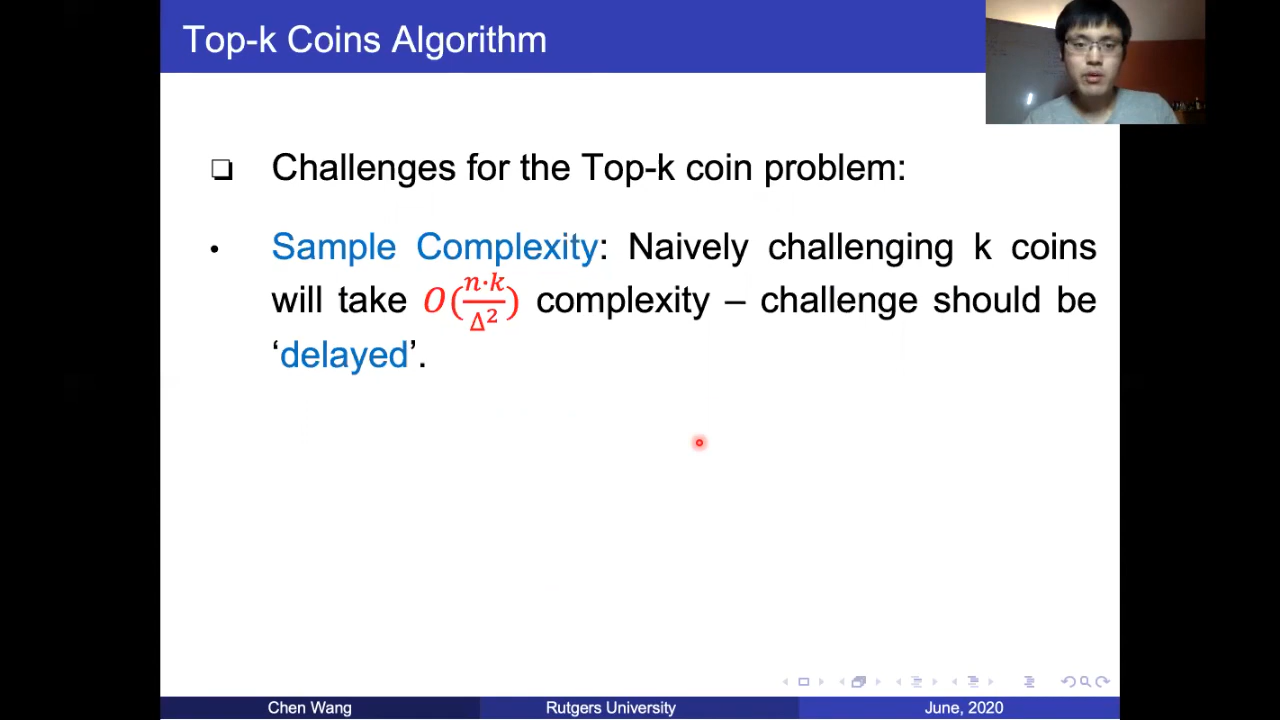 Top-k Coins Algorithm
❑ Challenges for the Top-k coin problem:
• Sample Complexity: Naively challenging k coins
will take O(n·k/Δ²) complexity – challenge should be
‘delayed’.
Chen Wang Rutgers University June, 2020